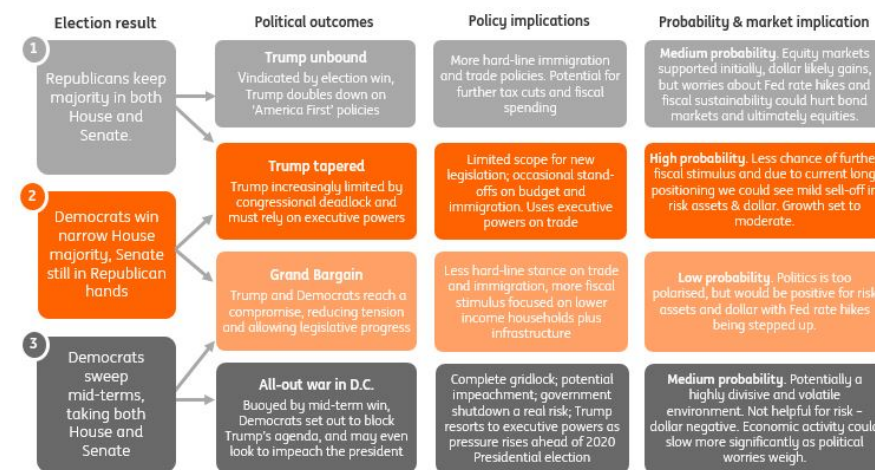 Election result
Political outcomes
Policy implications
Probability & market implication
1
Republicans keep
majority in both
House and
Senate.
Trump unbound
Vindicated by election win,
Trump doubles down on
'America First' policies
More hard-line immigration
and trade policies. Potential for
further tax cuts and fiscal
spending
Medium probability. Equity markets
supported initially, dollar likely gains,
but worries about Fed rate hikes and
fiscal sustainability could hurt bond
markets and ultimately equities.
2
Democrats win
narrow House
majority, Senate
still in Republican
hands
Trump tapered
Trump increasingly limited by
congressional deadlock and
must rely on executive powers
Limited scope for new
legislation; occasional stand-
offs on budget and
immigration. Uses executive
powers on trade
High probability. Less chance of further
fiscal stimulus and due to current long
positioning we could see mild sell-off in
risk assets & dollar. Growth set to
moderate.
Grand Bargain
Trump and Democrats reach a
compromise, reducing tension
and allowing legislative progress
Less hard-line stance on trade
and immigration, more fiscal
stimulus focused on lower
income households plus
infrastructure
Low probability. Politics is too
polarised, but would be positive for risk
assets and dollar with Fed rate hikes
being stepped up.
3
Democrats
sweep
mid-terms,
taking both
House and
Senate
All-out war in D.C.
Buoyed by mid-term win,
Democrats set out to block
Trump's agenda, and may even
look to impeach the president
Complete gridlock; potential
impeachment; government
shutdown a real risk; Trump
resorts to executive powers as
pressure rises ahead of 2020
Presidential election
Medium probability. Potentially a
highly divisive and volatile
environment. Not helpful for risk –
dollar negative. Economic activity could
slow more significantly as political
worries weigh.